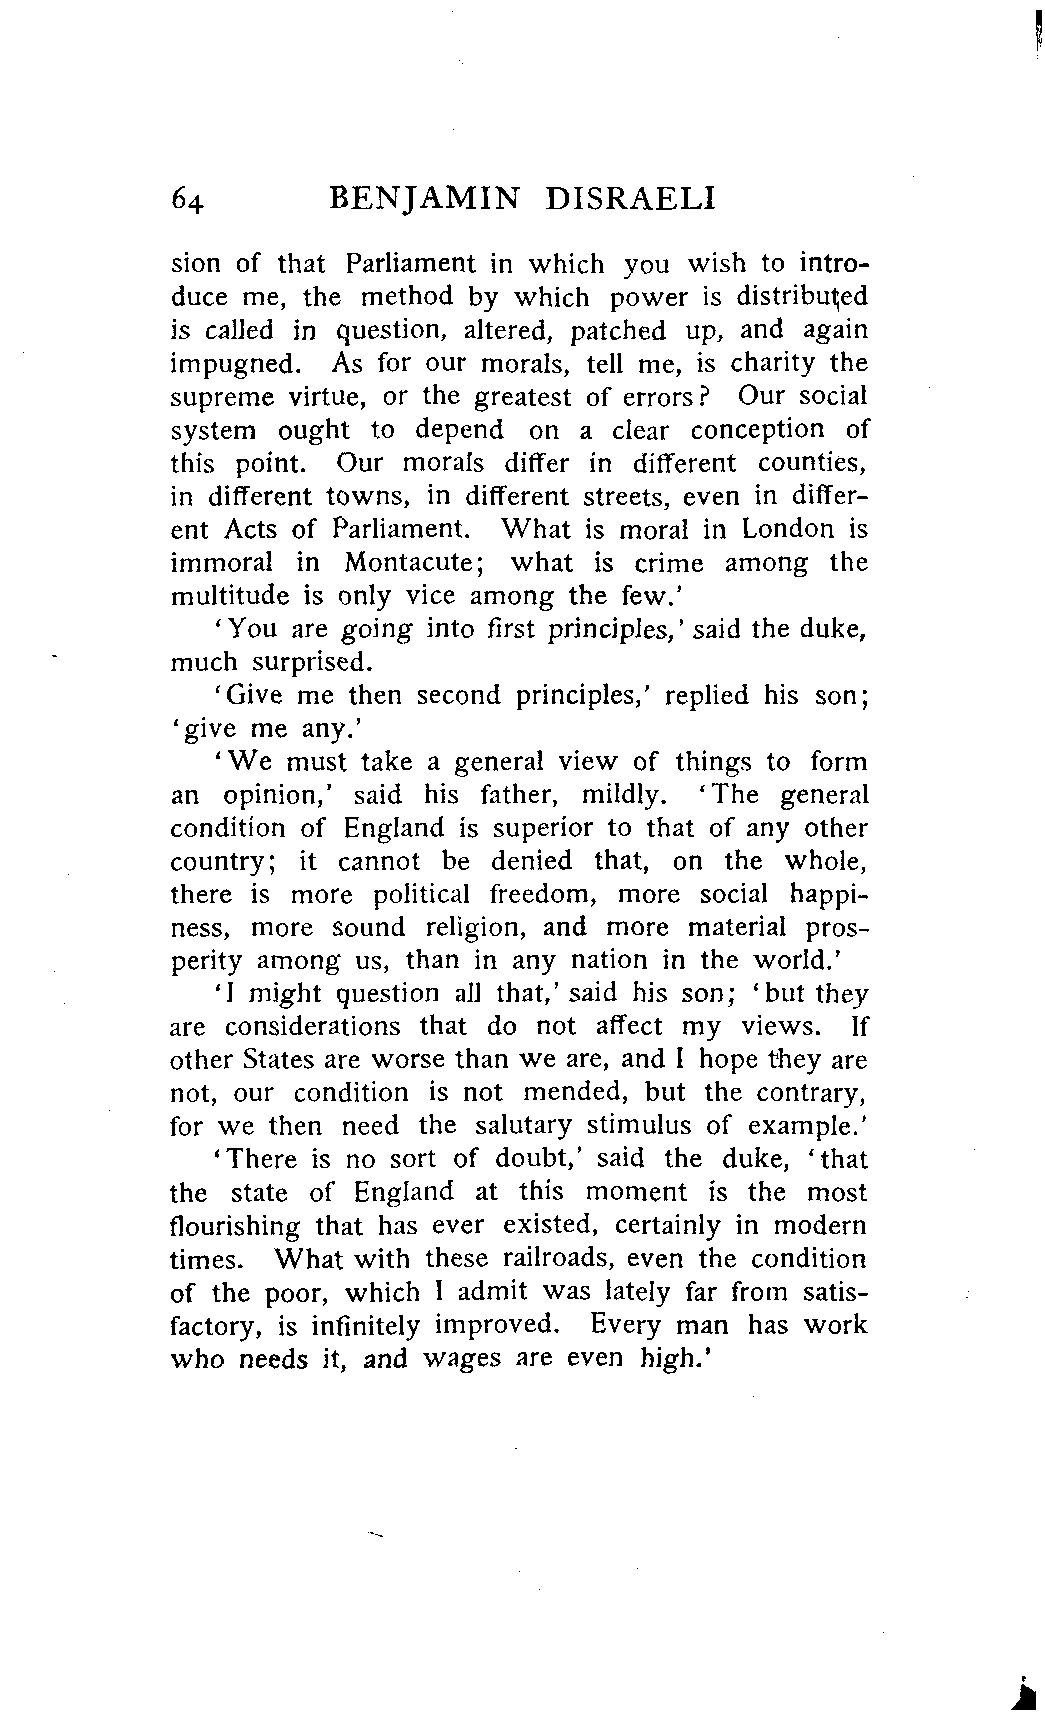 64 BENJAMIN DISRAELI
sion of that Parliament in which you wish to intro-
duce me, the method by which power is distributed
is called in question, altered, patched up, and again
impugned. As for our morals, tell me, is charity the
supreme virtue, or the greatest of errors? Our social
system ought to depend on a clear conception of
this point. Our morals differ in different counties,
in different towns, in different streets, even in differ-
ent Acts of Parliament. What is moral in London is
immoral in Montacute; what is crime among the
multitude is only vice among the few.'
'You are going into first principles,' said the duke,
much surprised.
'Give me then second principles,' replied his son;
'give me any.'
'We must take a general view of things to form
an opinion,' said his father, mildly. 'The general
condition of England is superior to that of any other
country; it cannot be denied that, on the whole,
there is more political freedom, more social happi-
ness, more sound religion, and more material pros-
perity among us, than in any nation in the world.'
'I might question all that,' said his son; 'but they
are considerations that do not affect my views. If
other States are worse than we are, and I hope they are
not, our condition is not mended, but the contrary,
for we then need the salutary stimulus of example.'
'There is no sort of doubt,' said the duke, 'that
the state of England at this moment is the most
flourishing that has ever existed, certainly in modern
times. What with these railroads, even the condition
of the poor, which I admit was lately far from satis-
factory, is infinitely improved. Every man has work
who needs it, and wages are even high.'